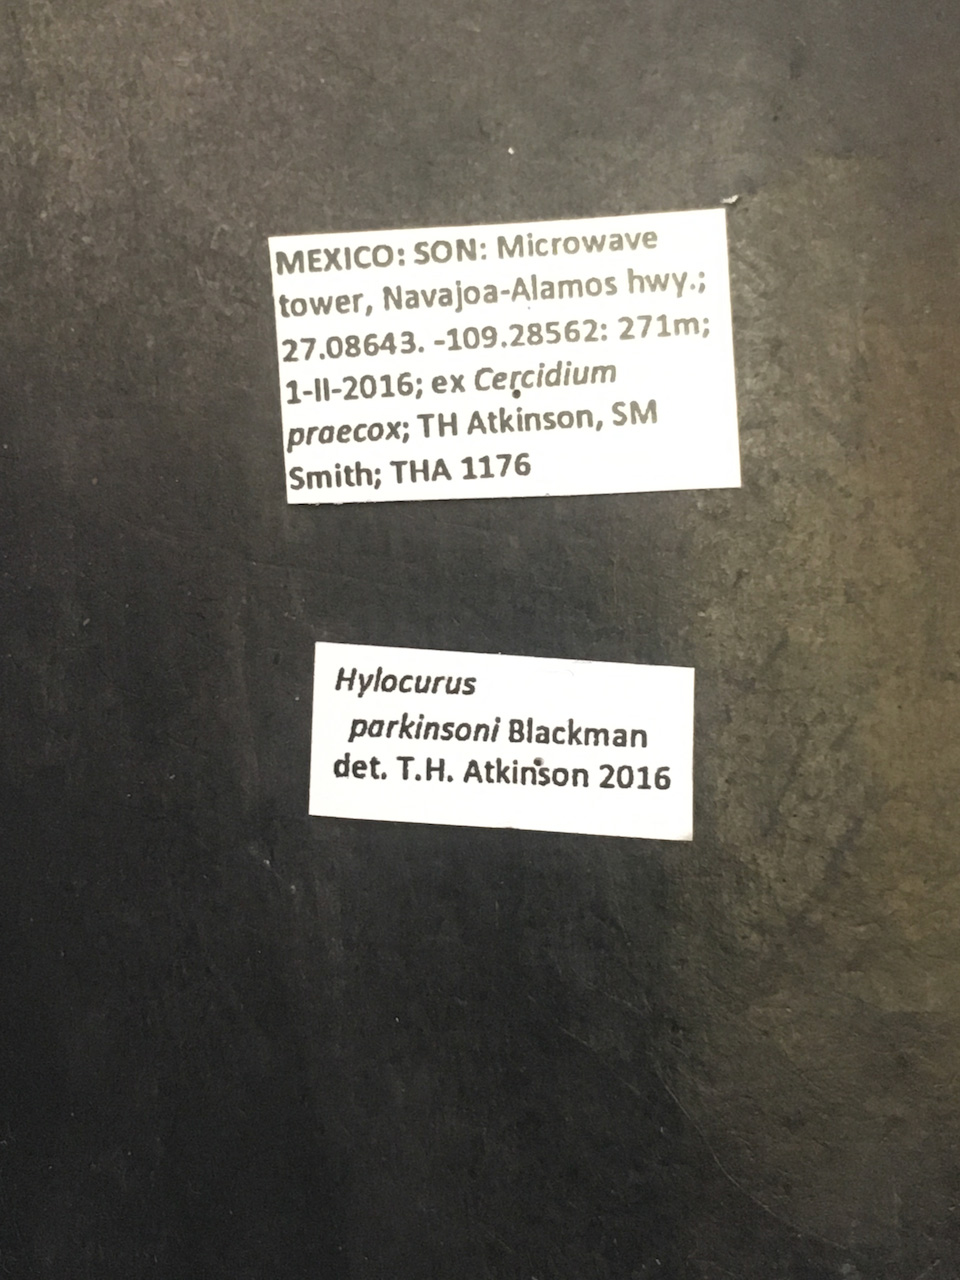 MEXICO: SON: Microwave
tower, Navajoa-Alamos hwy.;
27.08643. -109.28562: 271m;
1-II-2016; ex Cercidium
praecox; TH Atkinson, SM
Smith; THA 1176
Hylocurus
parkinsoni Blackman
det. T.H. Atkinson 2016